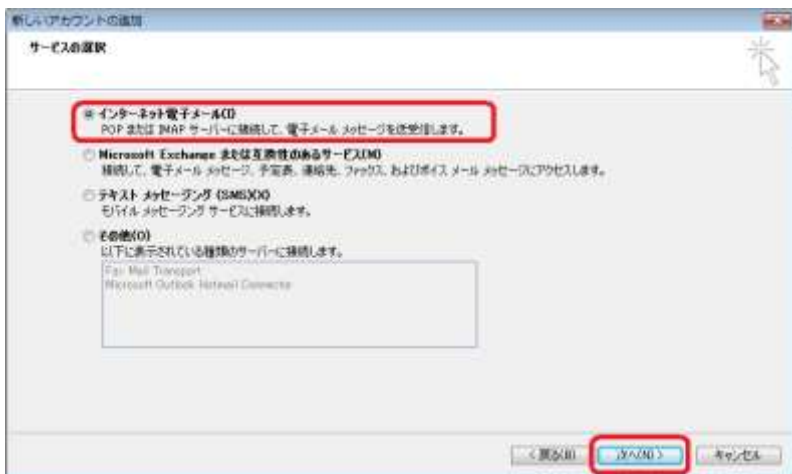 新しいアカウントの追加
サービスの選択
インターネット電子メール(I)
POP または IMAP サーバーに接続して、電子メール メッセージを送受信します。
Microsoft Exchange または互換性のあるサービス(M)
接続して、電子メール メッセージ、予定表、連絡先、ファックス、およびボイス メール メッセージにアクセスします。
テキスト メッセージング (SMS)(X)
モバイル メッセージング サービスに接続します。
その他(O)
以下に表示されている種類のサーバーに接続します。
Fax Mail Transport
Microsoft Outlook Hotmail Connector
< 戻る(B)
次へ(N) >
キャンセル